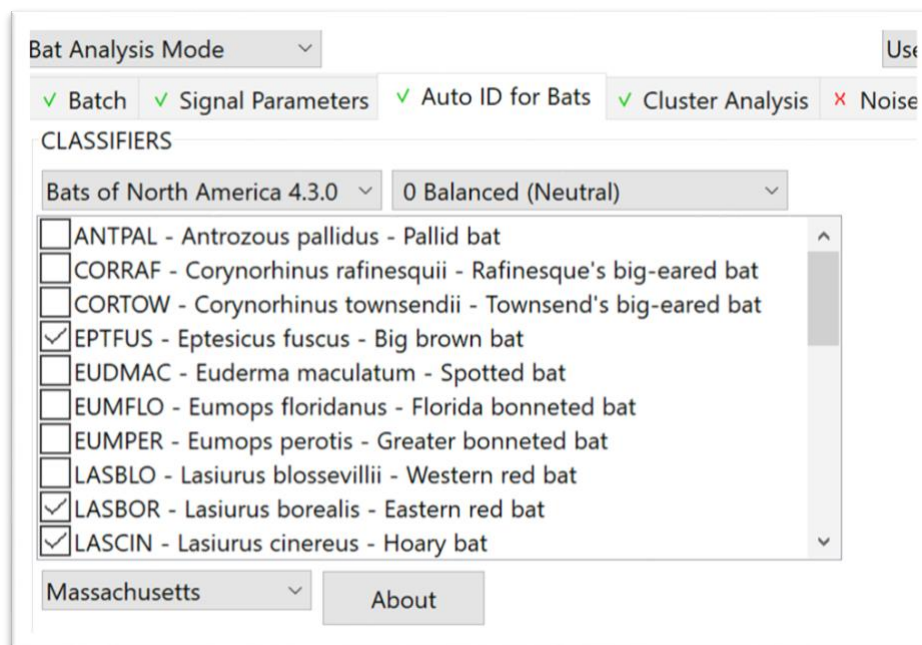 Bat Analysis Mode
Batch Signal Parameters Auto ID for Bats Cluster Analysis Noise
CLASSIFIERS
Bats of North America 4.3.0 0 Balanced (Neutral)
ANTPAL - Antrozous pallidus - Pallid bat
CORRAF - Corynorhinus rafinesquii - Rafinesque's big-eared bat
CORTOW - Corynorhinus townsendii - Townsend's big-eared bat
EPTFUS - Eptesicus fuscus - Big brown bat
EUDMAC - Euderma maculatum - Spotted bat
EUMFLO - Eumops floridanus - Florida bonneted bat
EUMPER - Eumops perotis - Greater bonneted bat
LASBLO - Lasiurus blossevillii - Western red bat
LASBOR - Lasiurus borealis - Eastern red bat
LASCIN - Lasiurus cinereus - Hoary bat
Massachusetts About